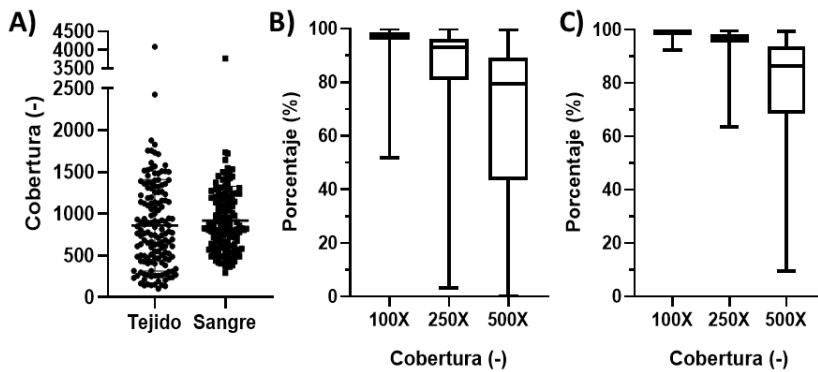 A)
4500
4000
3500
2500
2000
1500
1000
500
0
Cobertura (-)
Tejido Sangre
B)
100
80
60
40
20
0
Porcentaje (%)
100X 250X 500X
Cobertura (-)
C)
100
80
60
40
20
0
Porcentaje (%)
100X 250X 500X
Cobertura (-)